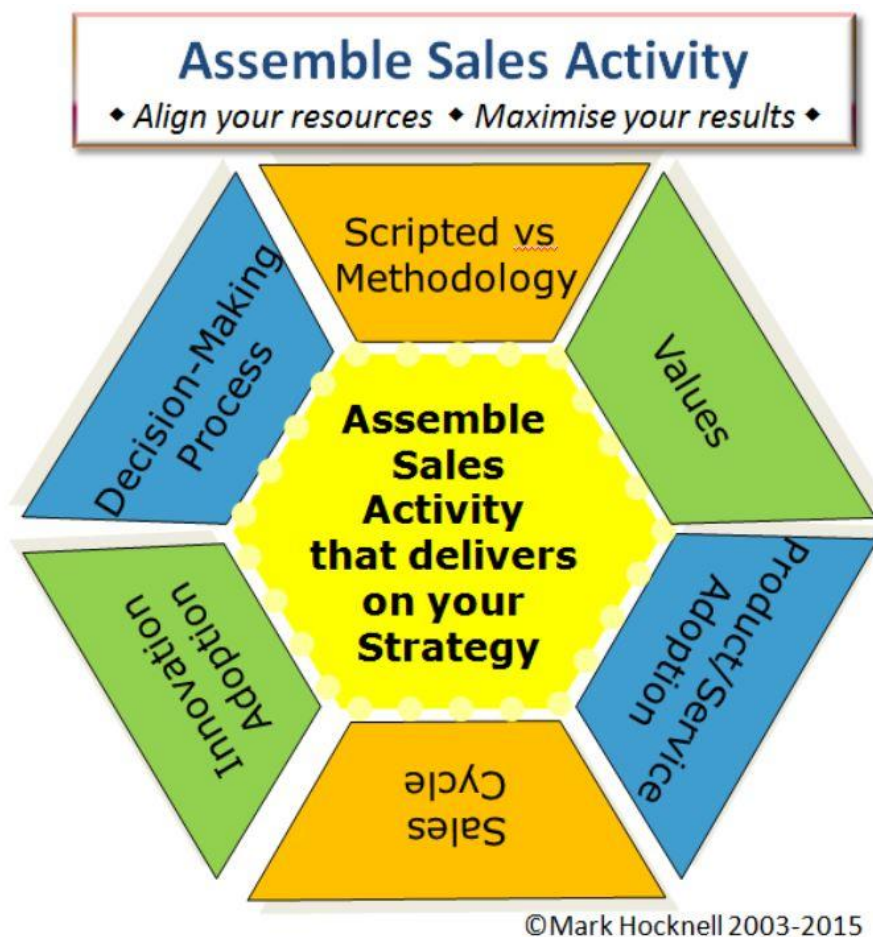 Assemble Sales Activity
◆ Align your resources ◆ Maximise your results ◆
Scripted vs
Methodology
Values
Product/Service
Adoption
Sales
Cycle
Innovation
Adoption
Decision-Making
Process
Assemble
Sales
Activity
that delivers
on your
Strategy
©Mark Hocknell 2003-2015